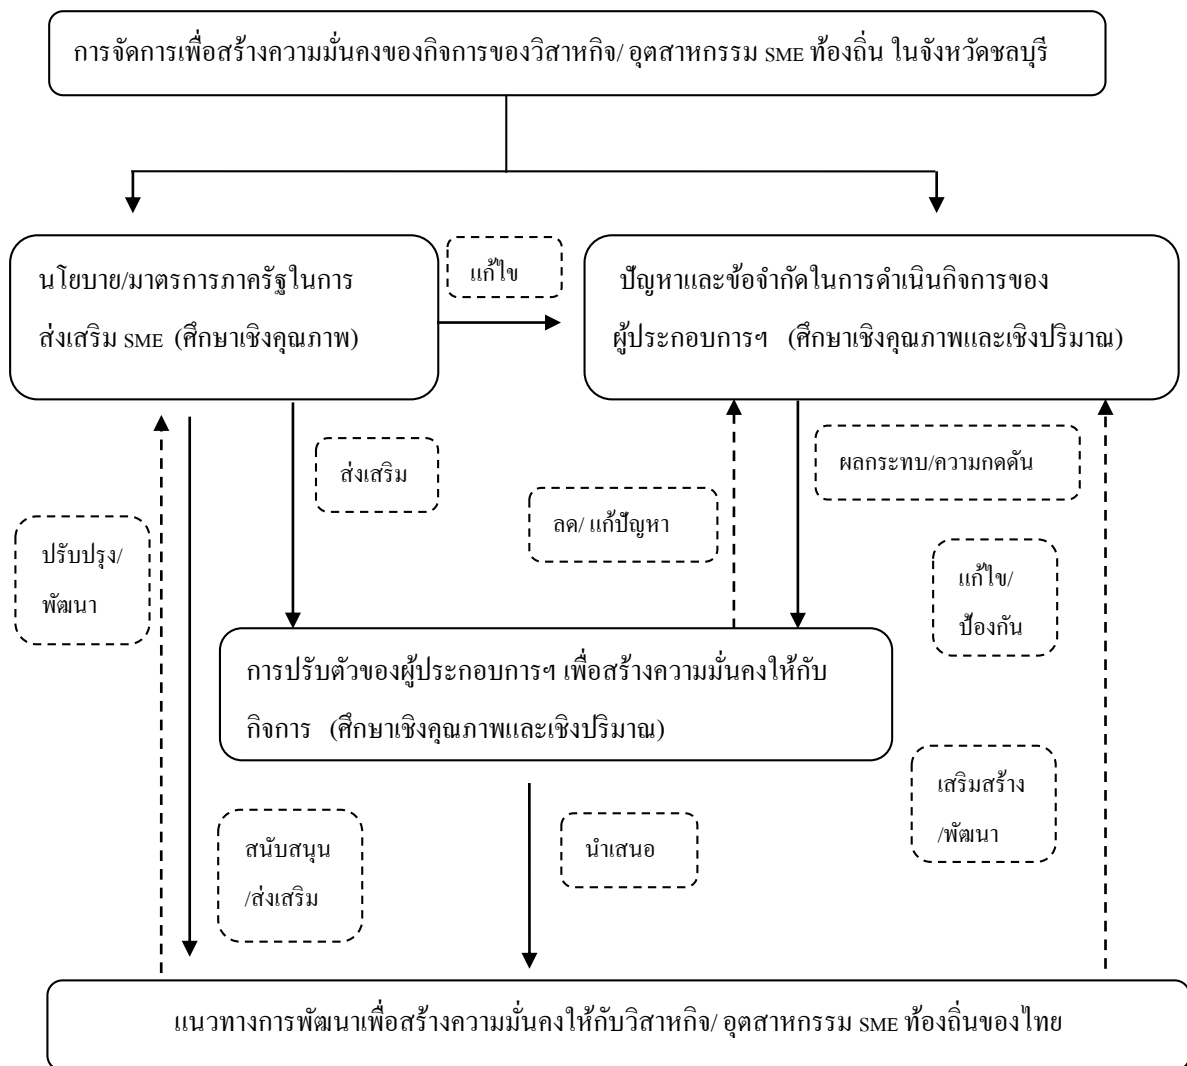 การจัดการเพื่อสร้างความมั่นคงของกิจการของวิสาหกิจ/ อุตสาหกรรม SME ท้องถิ่น ในจังหวัดชลบุรี
นโยบาย/มาตรการภาครัฐในการ
ส่งเสริม SME (ศึกษาเชิงคุณภาพ)
แก้ไข
ปัญหาและข้อจำกัดในการดำเนินกิจการของ
ผู้ประกอบการฯ (ศึกษาเชิงคุณภาพและเชิงปริมาณ)
ส่งเสริม
ผลกระทบ/ความกดดัน
ลด/ แก้ปัญหา
ปรับปรุง/
พัฒนา
แก้ไข/
ป้องกัน
การปรับตัวของผู้ประกอบการฯ เพื่อสร้างความมั่นคงให้กับ
กิจการ (ศึกษาเชิงคุณภาพและเชิงปริมาณ)
เสริมสร้าง
/พัฒนา
สนับสนุน
/ส่งเสริม
นำเสนอ
แนวทางการพัฒนาเพื่อสร้างความมั่นคงให้กับวิสาหกิจ/ อุตสาหกรรม SME ท้องถิ่นของไทย